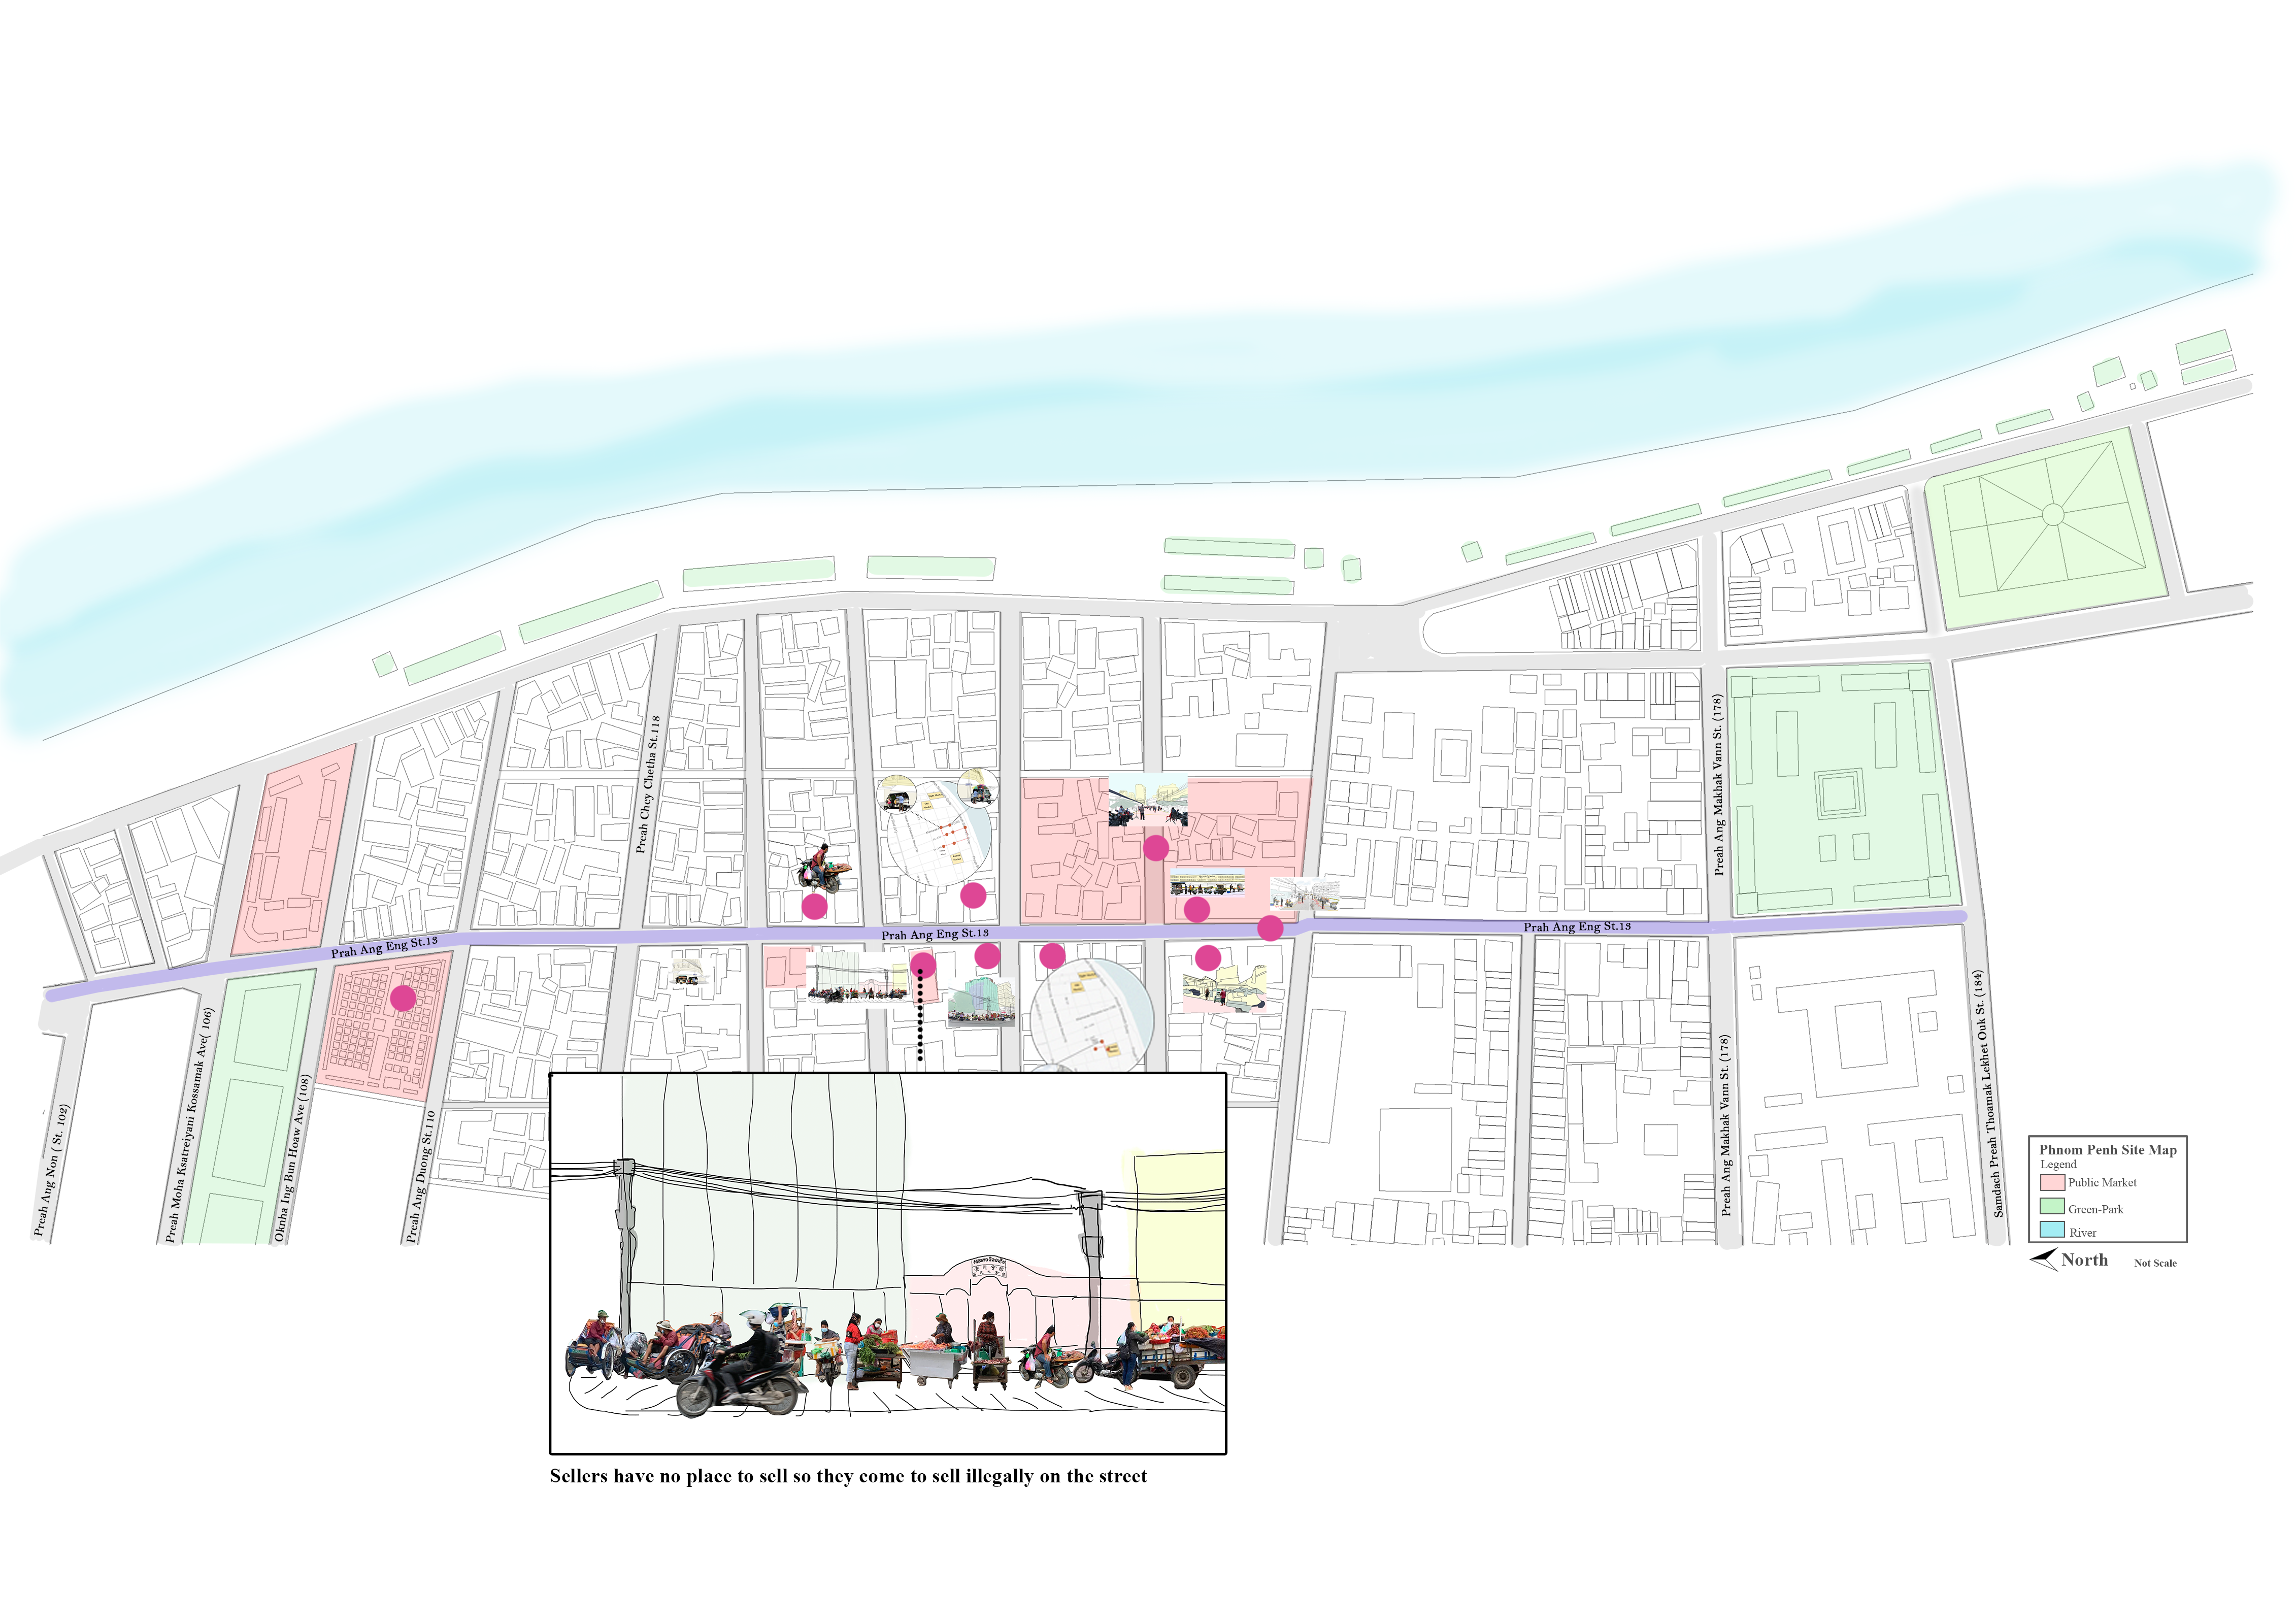 Preah Chey Chetha St.118
Preah Ang Makhak Vann St. (178)
Prah Ang Eng St.13
Prah Ang Eng St.13
Prah Ang Eng St.13
Preah Ang Non ( St. 102)
Preah Moha Ksatreiyani Kossamak Ave( 106)
Oknha Ing Bun Hoaw Ave (108)
Preah Ang Duong St.110
Preah Ang Makhak Vann St. (178)
Samdach Preah Thoamak Lekhet Ouk St. (184)
Phnom Penh Site Map
Legend
Public Market
Green-Park
River
North
Not Scale
Sellers have no place to sell so they come to sell illegally on the street